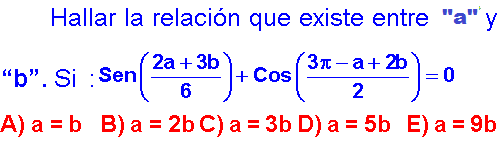 Hallar la relación que existe entre "a" y
“b”. Si : Sen((2a + 3b)/6) + Cos((3π − a + 2b)/2) = 0
A) a = b B) a = 2b C) a = 3b D) a = 5b E) a = 9b